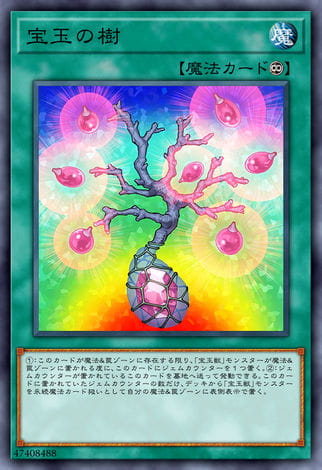 宝玉の樹
魔
【魔法カード】
①:このカードが魔法&罠ゾーンに存在する限り、「宝玉獣」モンスターが魔法&
罠ゾーンに置かれる度に、このカードにジェムカウンターを1つ置く。②:ジェ
ムカウンターが置かれているこのカードを墓地へ送って発動できる。このカー
ドに置かれていたジェムカウンターの数だけ、デッキから「宝玉獣」モンスター
を永続魔法カード扱いとして自分の魔法&罠ゾーンに表側表示で置く。
47408488